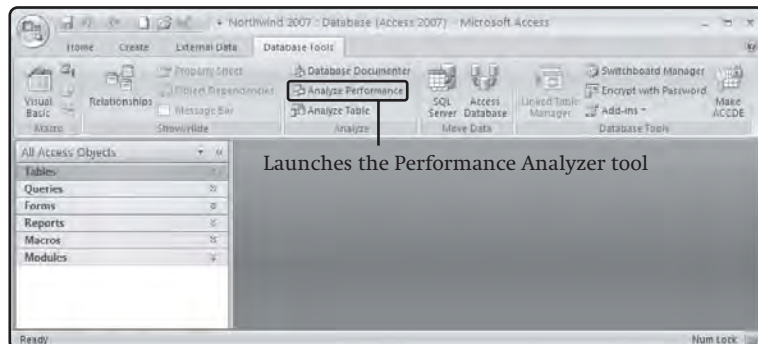 Northwind 2007 : Database (Access 2007) - Microsoft Access
Home Create External Data Database Tools
Visual Basic
Macro
Relationships
Property Sheet
Object Dependencies
Message Bar
Show/Hide
Database Documenter
Analyze Performance
Analyze Table
Analyze
SQL Server
Access Database
Move Data
Linked Table Manager
Switchboard Manager
Encrypt with Password
Add-ins
Make ACCDE
Database Tools
All Access Objects
Tables
Queries
Forms
Reports
Macros
Modules
Launches the Performance Analyzer tool
Ready
Num Lock